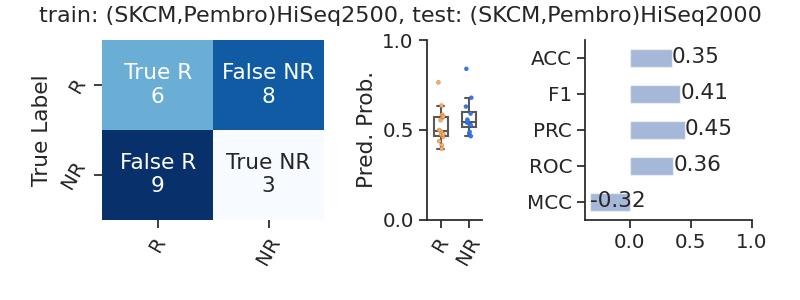 train: (SKCM,Pembro)HiSeq2500, test: (SKCM,Pembro)HiSeq2000
True Label
R
NR
True R
6
False NR
8
False R
9
True NR
3
R
NR
Pred. Prob.
1.0
0.5
0.0
R
NR
ACC
0.35
F1
0.41
PRC
0.45
ROC
0.36
MCC
-0.32
0.0
0.5
1.0